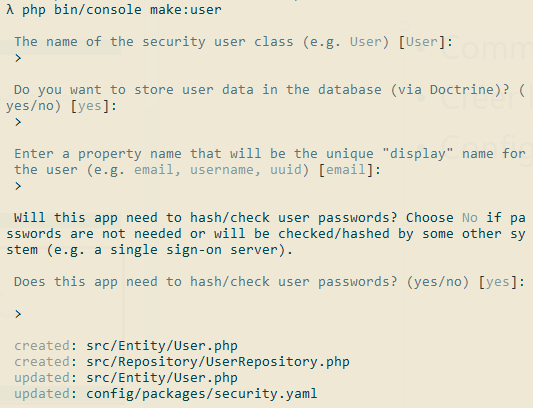 λ php bin/console make:user
The name of the security user class (e.g. User) [User]:
>
Do you want to store user data in the database (via Doctrine)? (
yes/no) [yes]:
>
Enter a property name that will be the unique "display" name for
the user (e.g. email, username, uuid) [email]:
>
Will this app need to hash/check user passwords? Choose No if pa
sswords are not needed or will be checked/hashed by some other sy
stem (e.g. a single sign-on server).
Does this app need to hash/check user passwords? (yes/no) [yes]:
>
created: src/Entity/User.php
created: src/Repository/UserRepository.php
updated: src/Entity/User.php
updated: config/packages/security.yaml